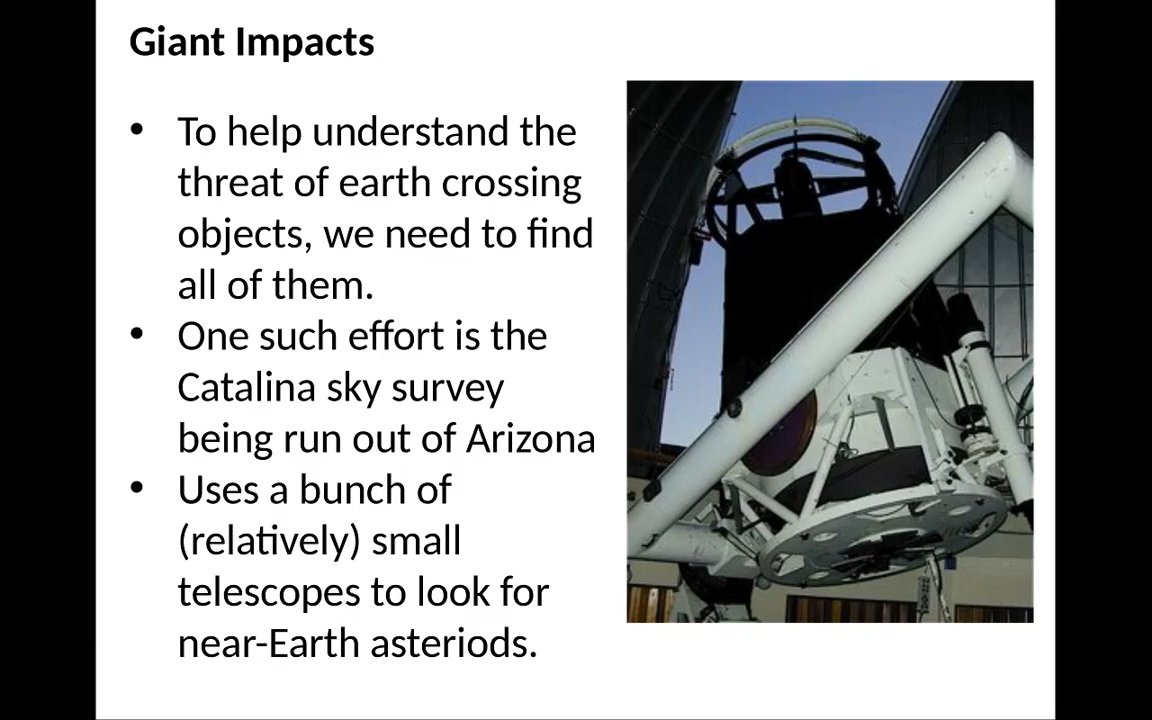 Giant Impacts
• To help understand the
threat of earth crossing
objects, we need to find
all of them.
• One such effort is the
Catalina sky survey
being run out of Arizona
• Uses a bunch of
(relatively) small
telescopes to look for
near-Earth asteriods.